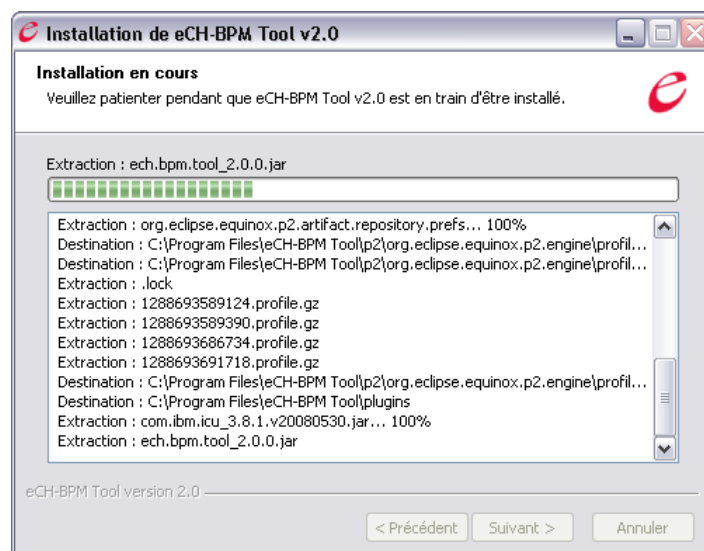 Installation de eCH-BPM Tool v2.0
Installation en cours
Veuillez patienter pendant que eCH-BPM Tool v2.0 est en train d'être installé.
Extraction : ech.bpm.tool_2.0.0.jar
Extraction : org.eclipse.equinox.p2.artifact.repository.prefs... 100%
Destination : C:\Program Files\eCH-BPM Tool\p2\org.eclipse.equinox.p2.engine\profil...
Destination : C:\Program Files\eCH-BPM Tool\p2\org.eclipse.equinox.p2.engine\profil...
Extraction : .lock
Extraction : 1288693589124.profile.gz
Extraction : 1288693589390.profile.gz
Extraction : 1288693686734.profile.gz
Extraction : 1288693691718.profile.gz
Destination : C:\Program Files\eCH-BPM Tool\p2\org.eclipse.equinox.p2.engine\profil...
Destination : C:\Program Files\eCH-BPM Tool\plugins
Extraction : com.ibm.icu_3.8.1.v20080530.jar... 100%
Extraction : ech.bpm.tool_2.0.0.jar
eCH-BPM Tool version 2.0
< Précédent
Suivant >
Annuler